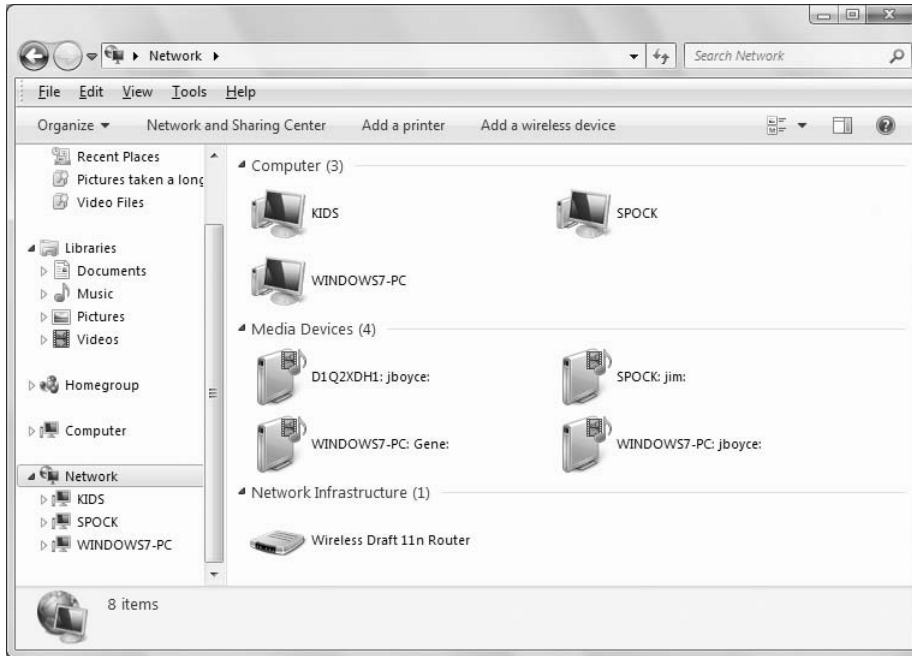 Network
Search Network
File Edit View Tools Help
Organize Network and Sharing Center Add a printer Add a wireless device
Recent Places
Pictures taken a long
Video Files
Libraries
Documents
Music
Pictures
Videos
Homegroup
Computer
Network
KIDS
SPOCK
WINDOWS7-PC
Computer (3)
KIDS
SPOCK
WINDOWS7-PC
Media Devices (4)
D1Q2XDH1: jboyce:
SPOCK: jim:
WINDOWS7-PC: Gene:
WINDOWS7-PC: jboyce:
Network Infrastructure (1)
Wireless Draft 11n Router
8 items